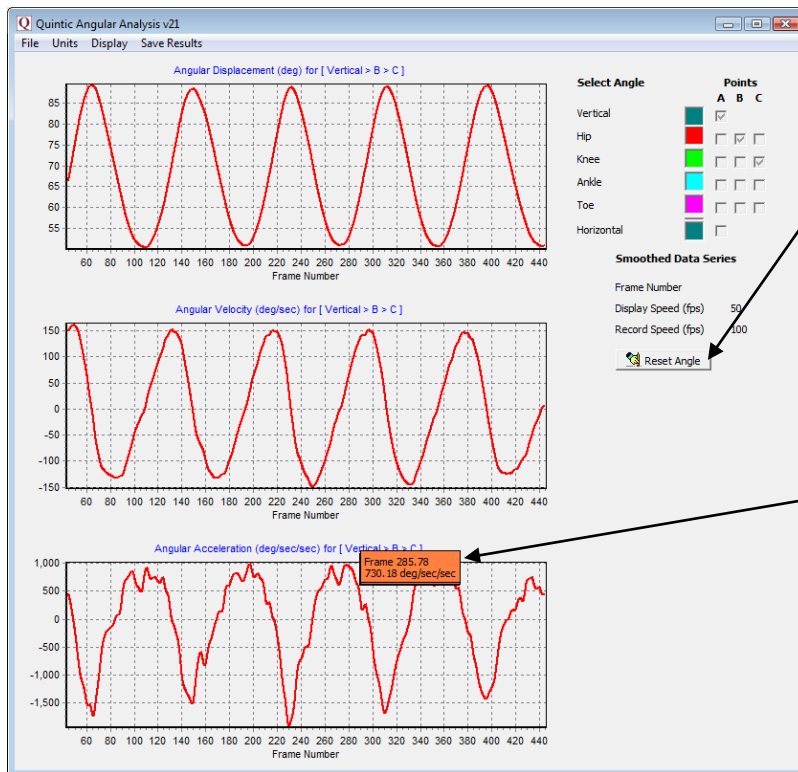 Quintic Angular Analysis v21
File Units Display Save Results
Angular Displacement (deg) for [ Vertical > B > C ]
85
80
75
70
65
60
55
60 80 100 120 140 160 180 200 220 240 260 280 300 320 340 360 380 400 420 440
Frame Number
Angular Velocity (deg/sec) for [ Vertical > B > C ]
150
100
50
0
-50
-100
-150
60 80 100 120 140 160 180 200 220 240 260 280 300 320 340 360 380 400 420 440
Frame Number
Angular Acceleration (deg/sec/sec) for [ Vertical > B > C ]
Frame 285.78
730.18 deg/sec/sec
1,000
500
0
-500
-1,000
-1,500
60 80 100 120 140 160 180 200 220 240 260 280 300 320 340 360 380 400 420 440
Frame Number
Select Angle Points
A B C
Vertical
Hip
Knee
Ankle
Toe
Horizontal
Smoothed Data Series
Frame Number
Display Speed (fps) 50
Record Speed (fps) 100
Reset Angle